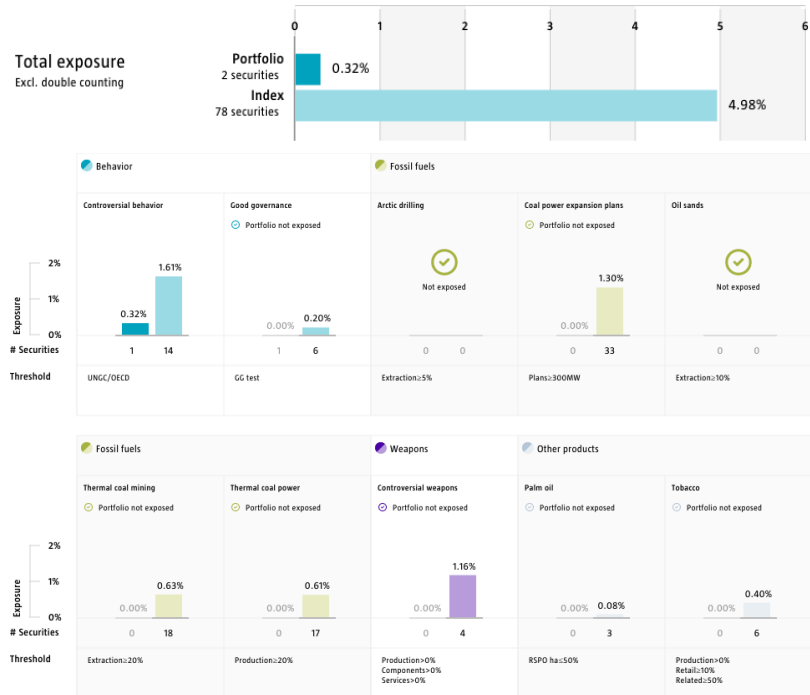 0 1 2 3 4 5 6
Total exposure
Excl. double counting
Portfolio
2 securities
0.32%
Index
78 securities
4.98%
Behavior
Fossil fuels
Controversial behavior
Good governance
Arctic drilling
Coal power expansion plans
Oil sands
Portfolio not exposed
Portfolio not exposed
Not exposed
Not exposed
Exposure
2%
1%
0%
0.32% 1.61%
0.00% 0.20%
0.00% 1.30%
# Securities 1 14 1 6 0 0 0 33 0 0
Threshold
UNGC/OECD
GG test
Extraction≥5%
Plans≥300MW
Extraction≥10%
Fossil fuels
Weapons
Other products
Thermal coal mining
Thermal coal power
Controversial weapons
Palm oil
Tobacco
Portfolio not exposed
Portfolio not exposed
Portfolio not exposed
Portfolio not exposed
Portfolio not exposed
Exposure
2%
1%
0%
0.00% 0.63%
0.00% 0.61%
0.00% 1.16%
0.00% 0.08%
0.00% 0.40%
# Securities 0 18 0 17 0 4 0 3 0 6
Threshold
Extraction≥20%
Production≥20%
Production>0%
Components>0%
Services>0%
RSPO ha≤50%
Production>0%
Retail≥10%
Related≥50%